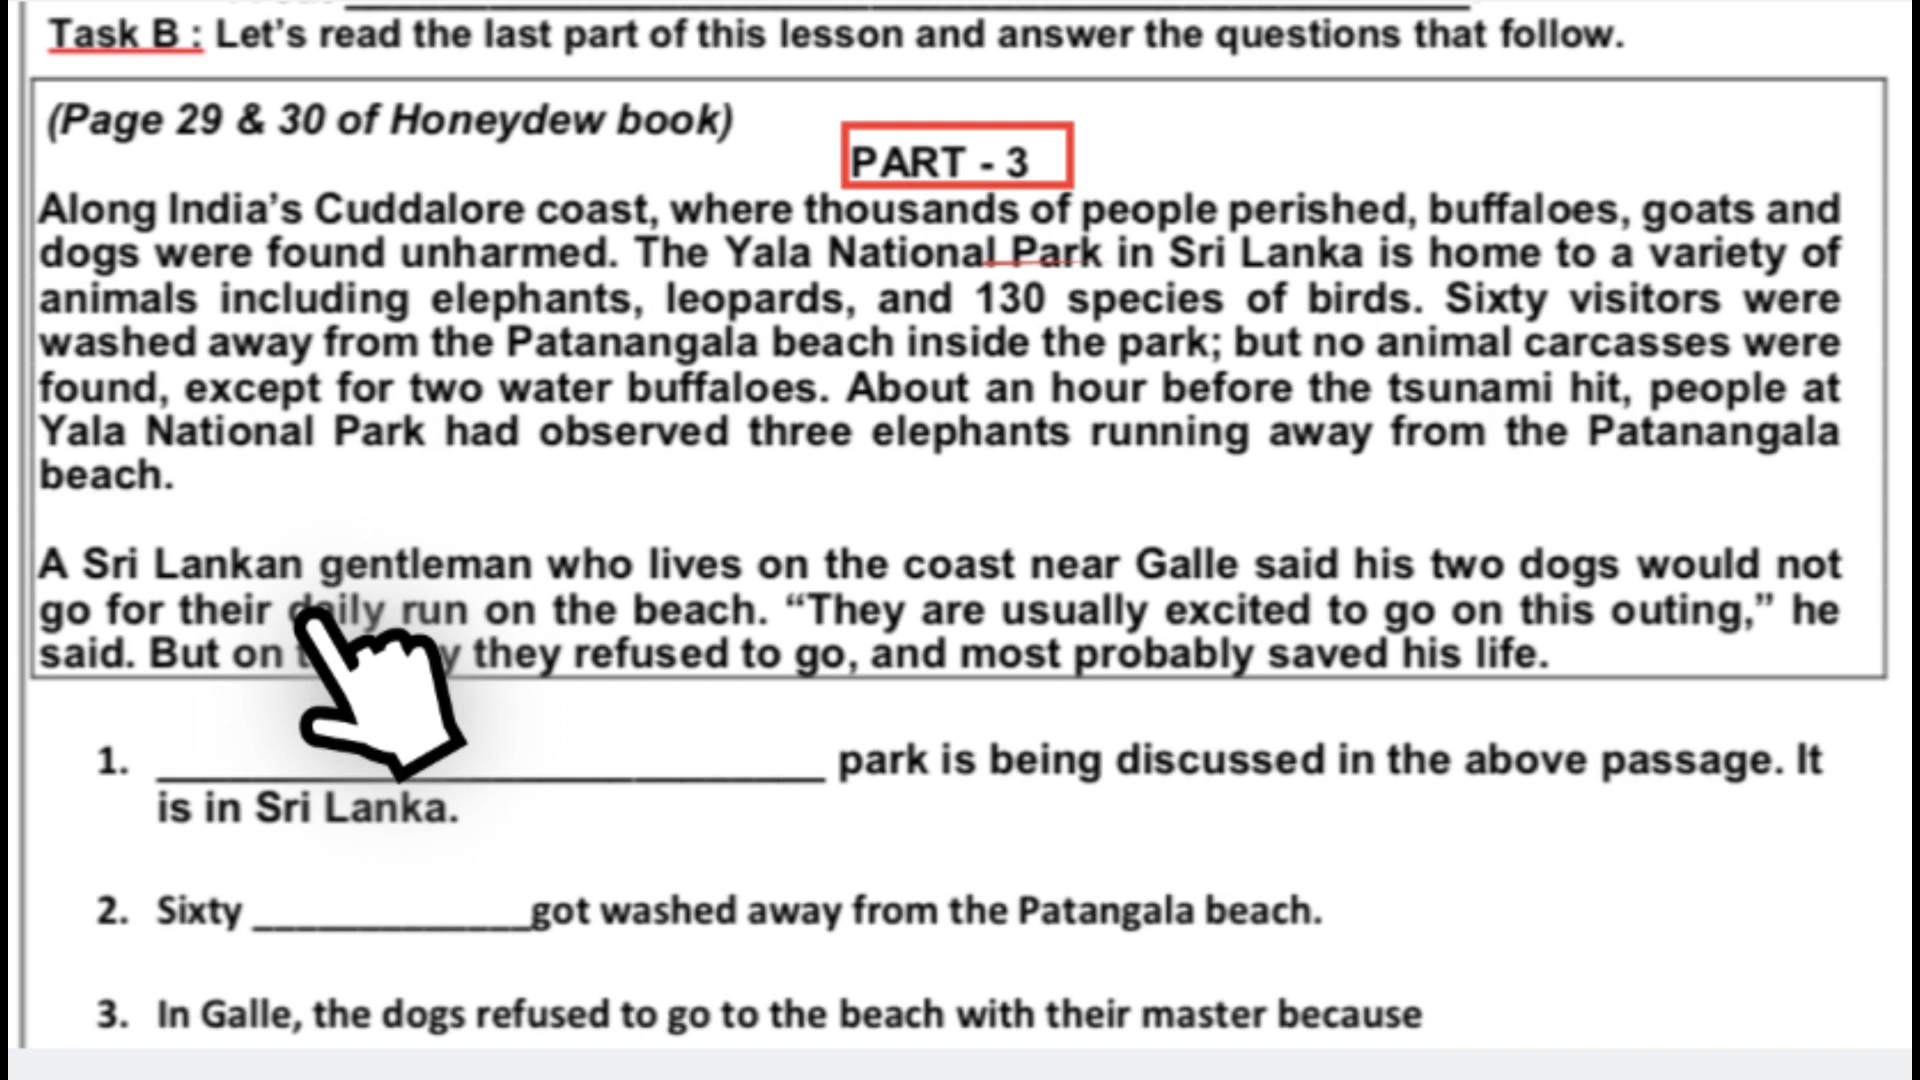 Task B : Let's read the last part of this lesson and answer the questions that follow.
(Page 29 & 30 of Honeydew book)
PART - 3
Along India's Cuddalore coast, where thousands of people perished, buffaloes, goats and
dogs were found unharmed. The Yala National Park in Sri Lanka is home to a variety of
animals including elephants, leopards, and 130 species of birds. Sixty visitors were
washed away from the Patanangala beach inside the park; but no animal carcasses were
found, except for two water buffaloes. About an hour before the tsunami hit, people at
Yala National Park had observed three elephants running away from the Patanangala
beach.
A Sri Lankan gentleman who lives on the coast near Galle said his two dogs would not
go for their daily run on the beach. “They are usually excited to go on this outing,” he
said. But on they refused to go, and most probably saved his life.
1. ______________________________ park is being discussed in the above passage. It
is in Sri Lanka.
2. Sixty _____________got washed away from the Patangala beach.
3. In Galle, the dogs refused to go to the beach with their master because